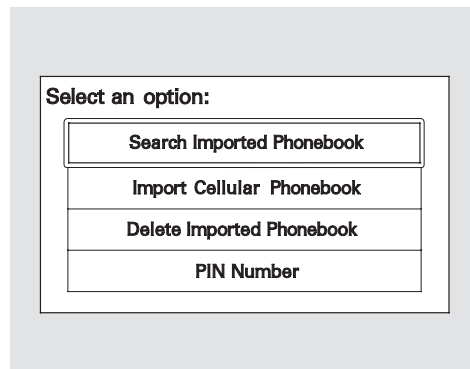 Select an option:
Search Imported Phonebook
Import Cellular Phonebook
Delete Imported Phonebook
PIN Number